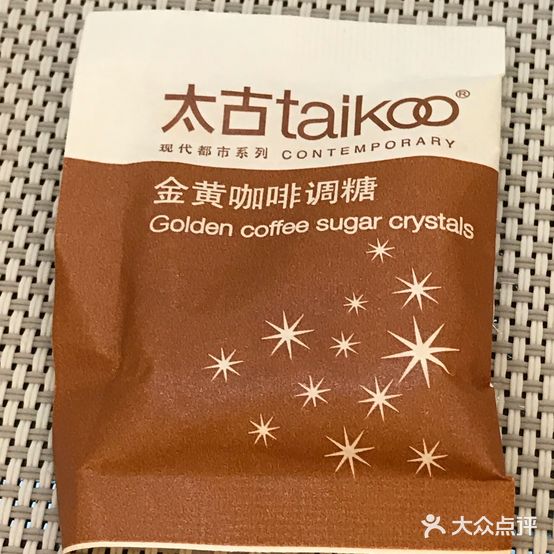 太古taikoo®
现代都市系列 CONTEMPORARY
金黄咖啡调糖
Golden coffee sugar crystals
大众点评